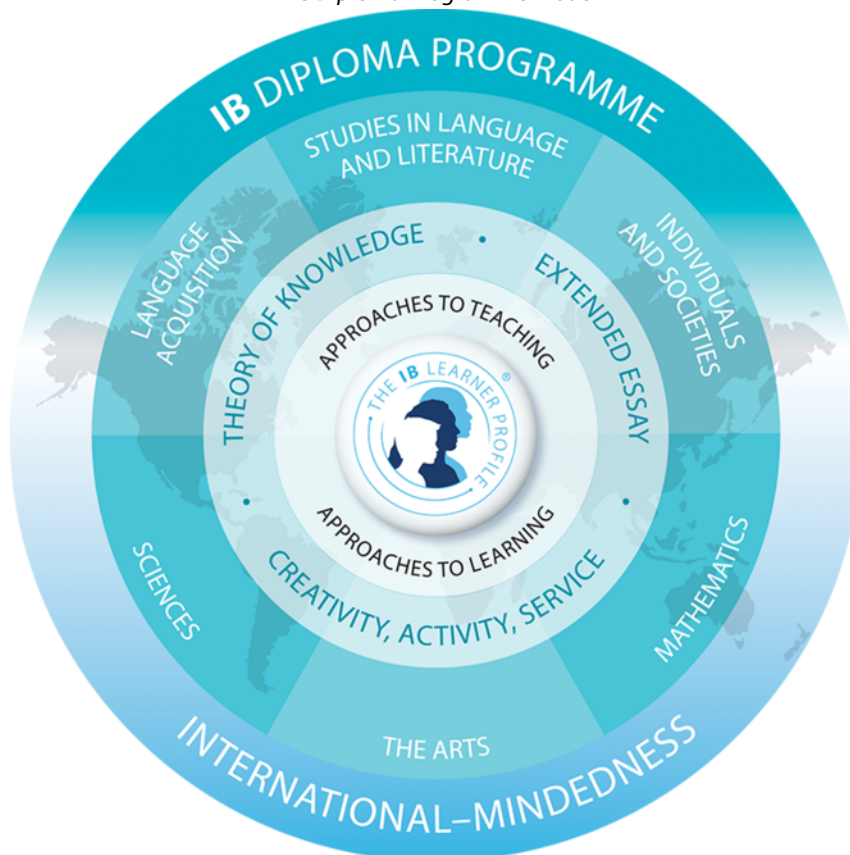 IB DIPLOMA PROGRAMME
STUDIES IN LANGUAGE
AND LITERATURE
LANGUAGE
ACQUISITION
INDIVIDUALS
AND SOCIETIES
THEORY OF KNOWLEDGE
EXTENDED ESSAY
APPROACHES TO TEACHING
THE IB LEARNER PROFILE ®
APPROACHES TO LEARNING
CREATIVITY, ACTIVITY, SERVICE
SCIENCES
MATHEMATICS
THE ARTS
INTERNATIONAL–MINDEDNESS